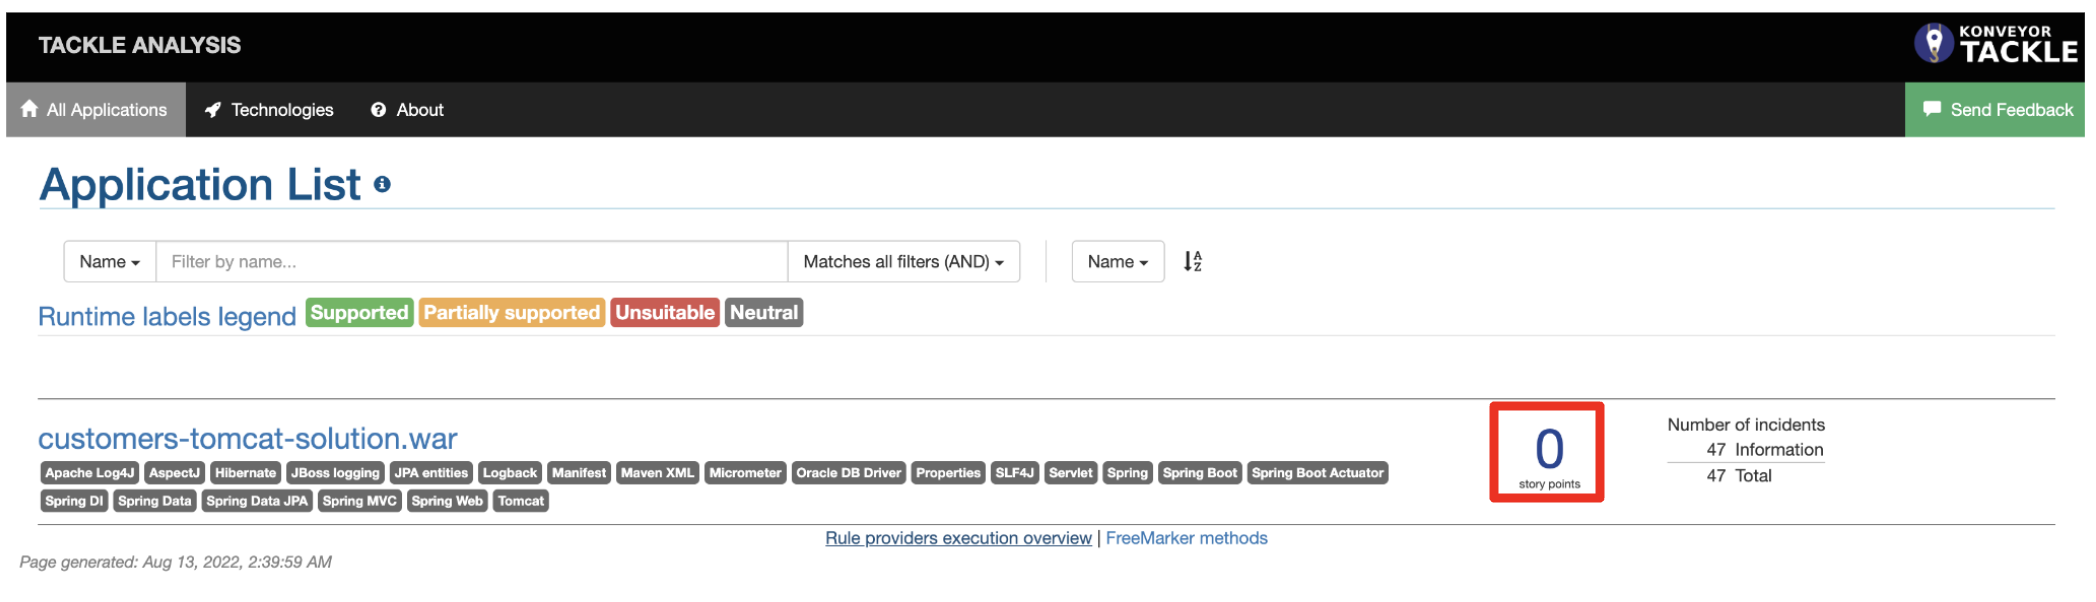 TACKLE ANALYSIS
KONVEYOR
TACKLE
All Applications Technologies About Send Feedback
Application List
Name Filter by name... Matches all filters (AND) Name
Runtime labels legend Supported Partially supported Unsuitable Neutral
customers-tomcat-solution.war
Apache Log4J AspectJ Hibernate JBoss logging JPA entities Logback Manifest Maven XML Micrometer Oracle DB Driver Properties SLF4J Servlet Spring Spring Boot Spring Boot Actuator
Spring DI Spring Data Spring Data JPA Spring MVC Spring Web Tomcat
0
story points
Number of incidents
47 Information
47 Total
Rule providers execution overview | FreeMarker methods
Page generated: Aug 13, 2022, 2:39:59 AM